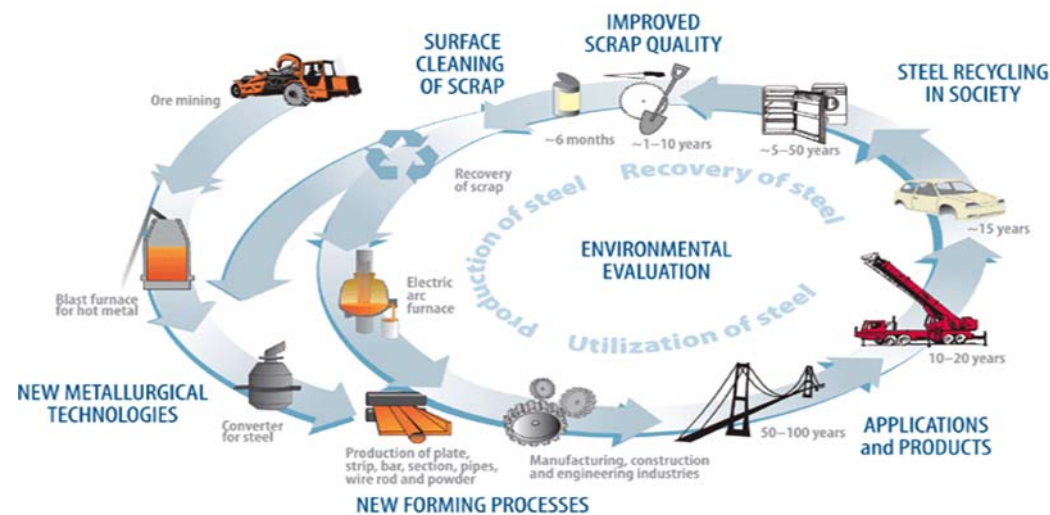 IMPROVED
SCRAP QUALITY
SURFACE
CLEANING
OF SCRAP
STEEL RECYCLING
IN SOCIETY
Ore mining
~6 months
~1–10 years
~5–50 years
Recovery
of scrap
Recovery of steel
Production of steel
~15 years
ENVIRONMENTAL
EVALUATION
Electric
arc
furnace
Blast furnace
for hot metal
Utilization of steel
10–20 years
NEW METALLURGICAL
TECHNOLOGIES
Converter
for steel
50–100 years
APPLICATIONS
and PRODUCTS
Production of plate,
strip, bar, section, pipes,
wire rod and powder
Manufacturing, construction
and engineering industries
NEW FORMING PROCESSES